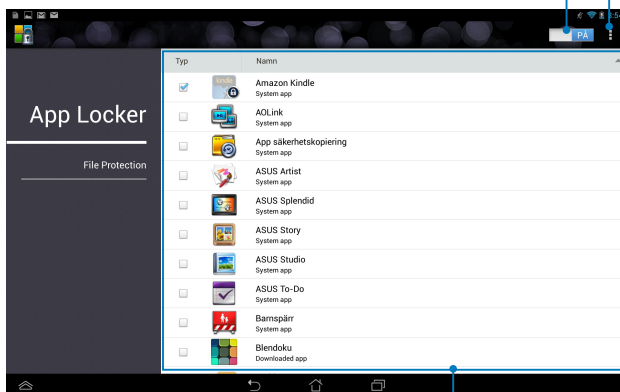 8:54
PÅ
App Locker
File Protection
Typ Namn
kindle
Amazon Kindle
System app
AOLink
System app
App säkerhetskopiering
System app
ASUS Artist
System app
ASUS Splendid
System app
ASUS Story
System app
ASUS Studio
System app
ASUS To-Do
System app
Barnspärr
System app
Blendoku
Downloaded app